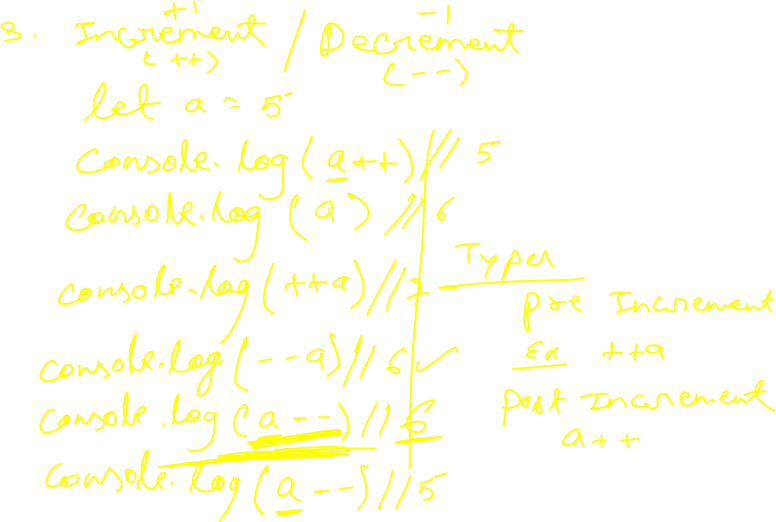 +1 -1
3. Increment / Decrement
(++) (--)
let a = 5
console.log(a++) // 5
console.log(a) // 6
console.log(++a) // 7
console.log(--a) // 6 ✓
console.log(a--) // 6
console.log(a--) // 5
Types
pre Increment
Ex ++a
post Increment
a++